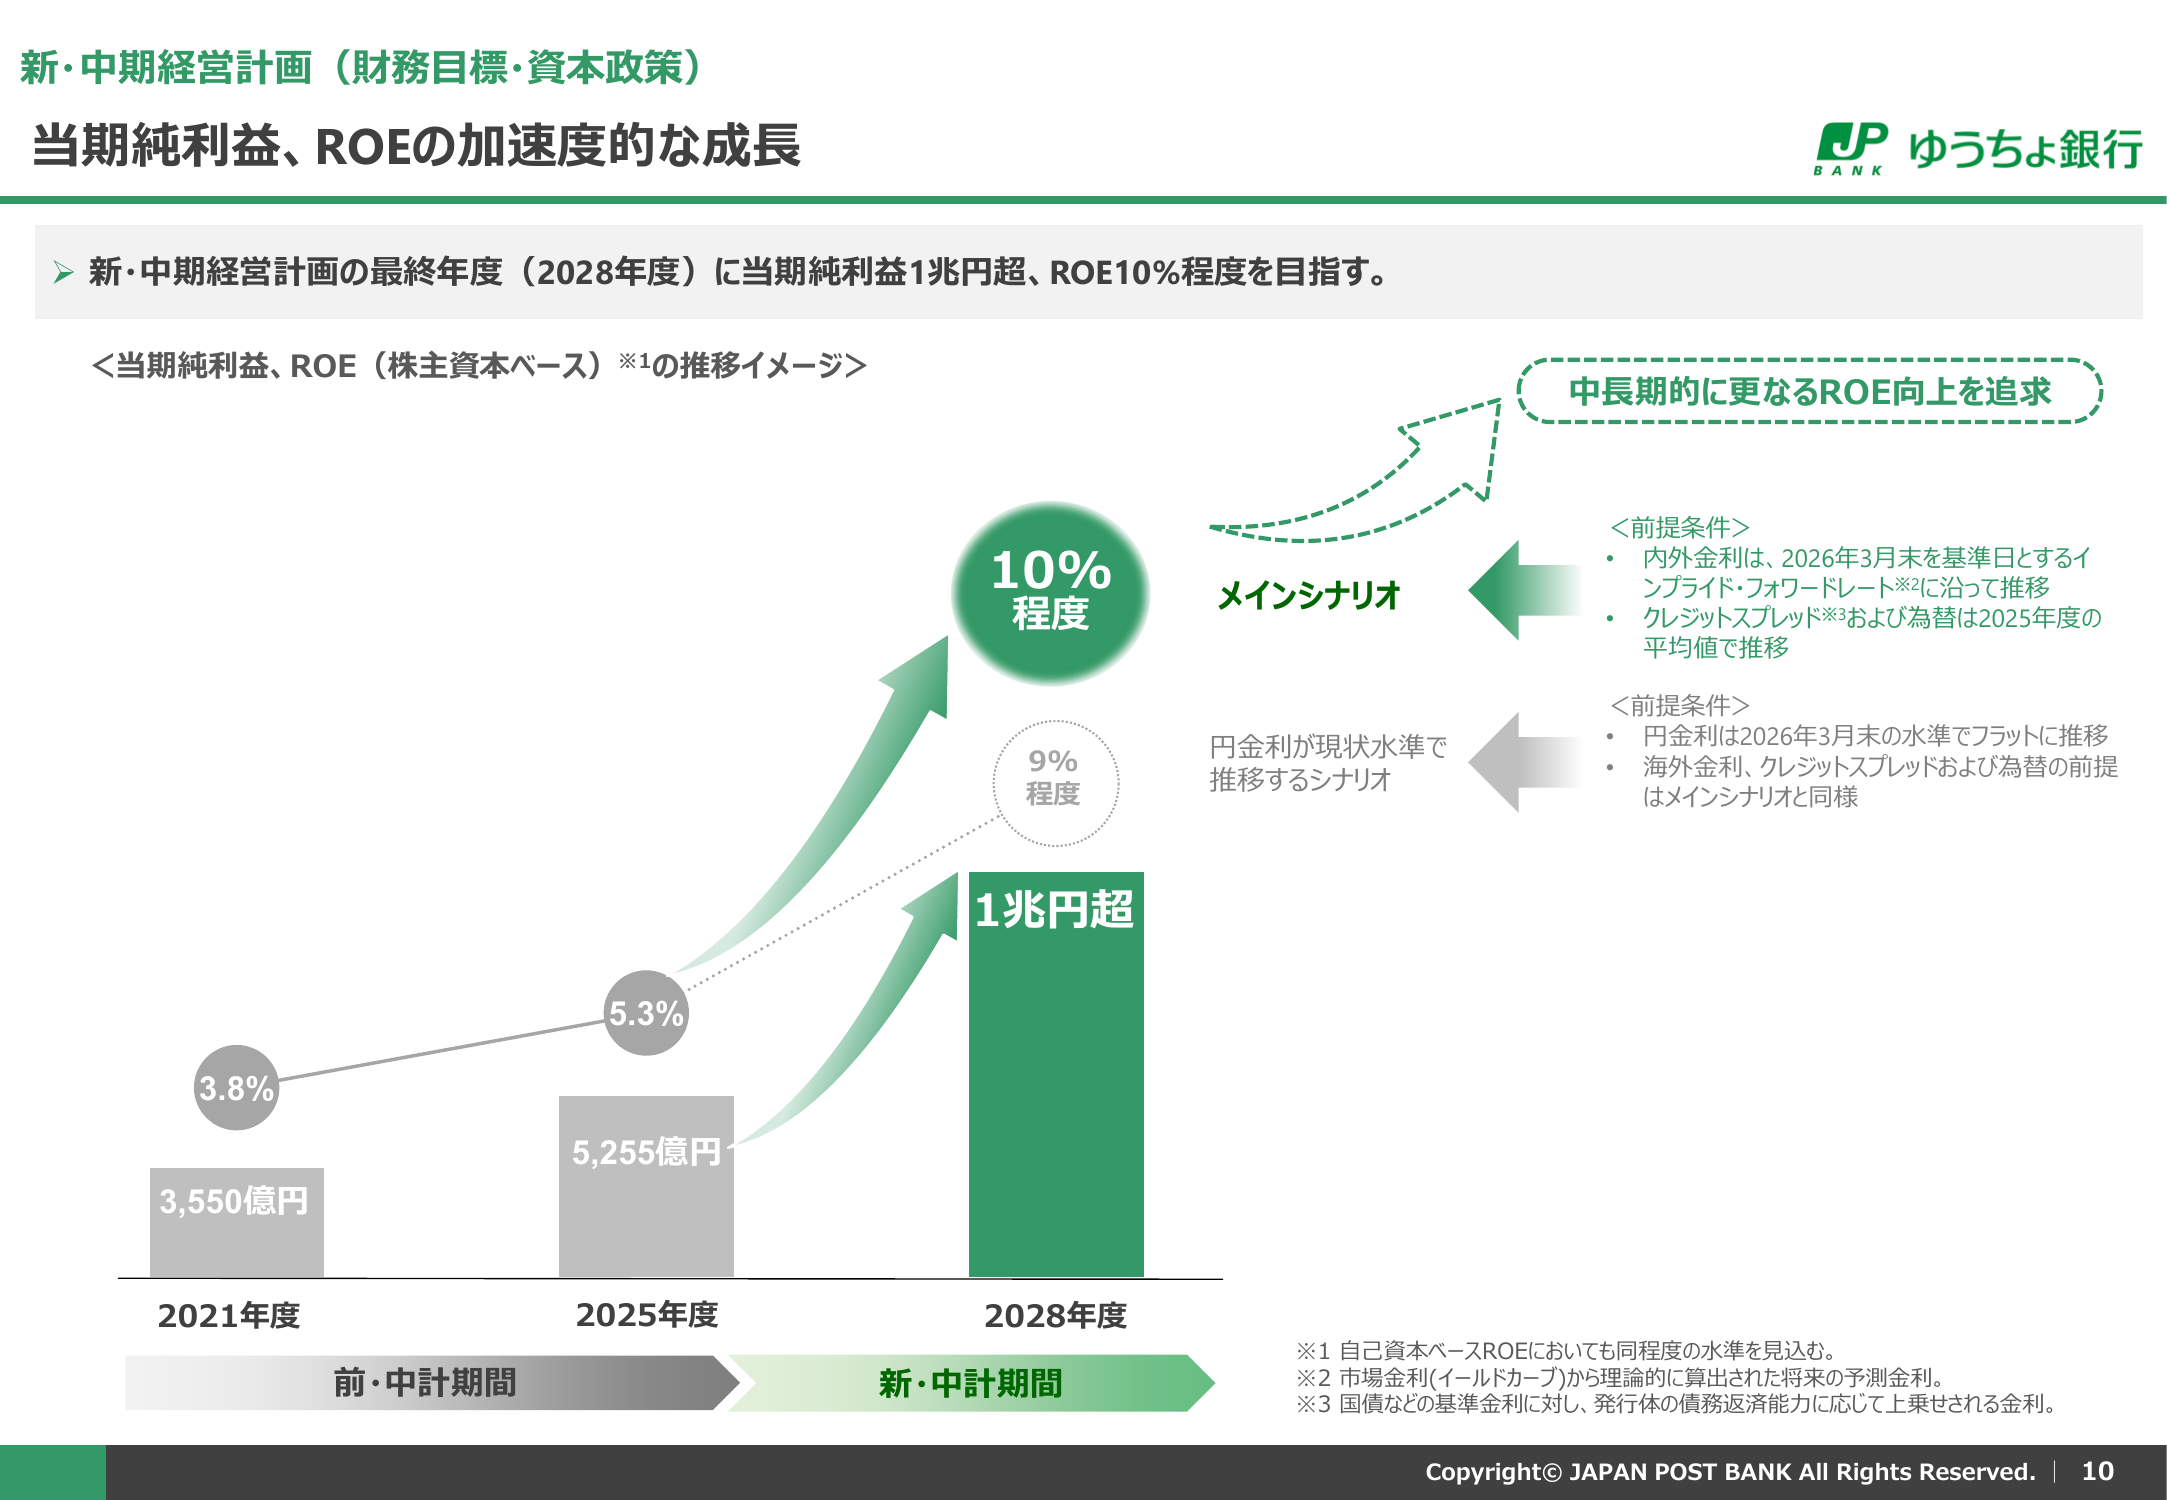 新･中期経営計画（財務目標･資本政策）
当期純利益、ROEの加速度的な成長
JP
BANK
ゆうちょ銀行
➢ 新･中期経営計画の最終年度（2028年度）に当期純利益1兆円超、ROE10%程度を目指す。
＜当期純利益、ROE（株主資本ベース）※1の推移イメージ＞
中長期的に更なるROE向上を追求
10%
程度
メインシナリオ
＜前提条件＞
• 内外金利は、2026年3月末を基準日とするイ
ンプライド･フォワードレート※2に沿って推移
• クレジットスプレッド※3および為替は2025年度の
平均値で推移
9%
程度
円金利が現状水準で
推移するシナリオ
＜前提条件＞
• 円金利は2026年3月末の水準でフラットに推移
• 海外金利、クレジットスプレッドおよび為替の前提
はメインシナリオと同様
1兆円超
5.3%
3.8%
5,255億円
3,550億円
2021年度
2025年度
2028年度
前･中計期間
新･中計期間
※1 自己資本ベースROEにおいても同程度の水準を見込む。
※2 市場金利(イールドカーブ)から理論的に算出された将来の予測金利。
※3 国債などの基準金利に対し、発行体の債務返済能力に応じて上乗せされる金利。
Copyright© JAPAN POST BANK All Rights Reserved.
10